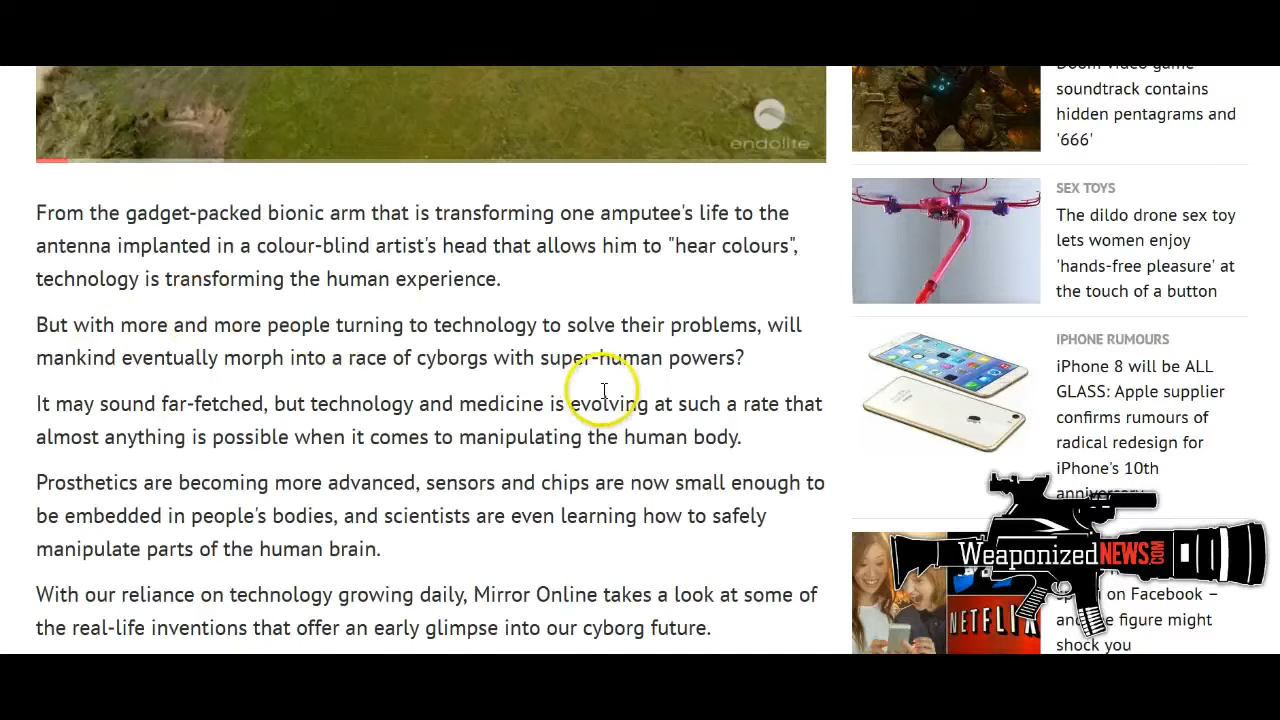 endolite
From the gadget-packed bionic arm that is transforming one amputee's life to the
antenna implanted in a colour-blind artist's head that allows him to "hear colours",
technology is transforming the human experience.
But with more and more people turning to technology to solve their problems, will
mankind eventually morph into a race of cyborgs with super-human powers?
It may sound far-fetched, but technology and medicine is evolving at such a rate that
almost anything is possible when it comes to manipulating the human body.
Prosthetics are becoming more advanced, sensors and chips are now small enough to
be embedded in people's bodies, and scientists are even learning how to safely
manipulate parts of the human brain.
With our reliance on technology growing daily, Mirror Online takes a look at some of
the real-life inventions that offer an early glimpse into our cyborg future.
Doom video game
soundtrack contains
hidden pentagrams and
'666'
SEX TOYS
The dildo drone sex toy
lets women enjoy
'hands-free pleasure' at
the touch of a button
IPHONE RUMOURS
iPhone 8 will be ALL
GLASS: Apple supplier
confirms rumours of
radical redesign for
iPhone's 10th
anniversary
WeaponizedNEWS.COM
NETFLIX
on Facebook –
figure might
shock you